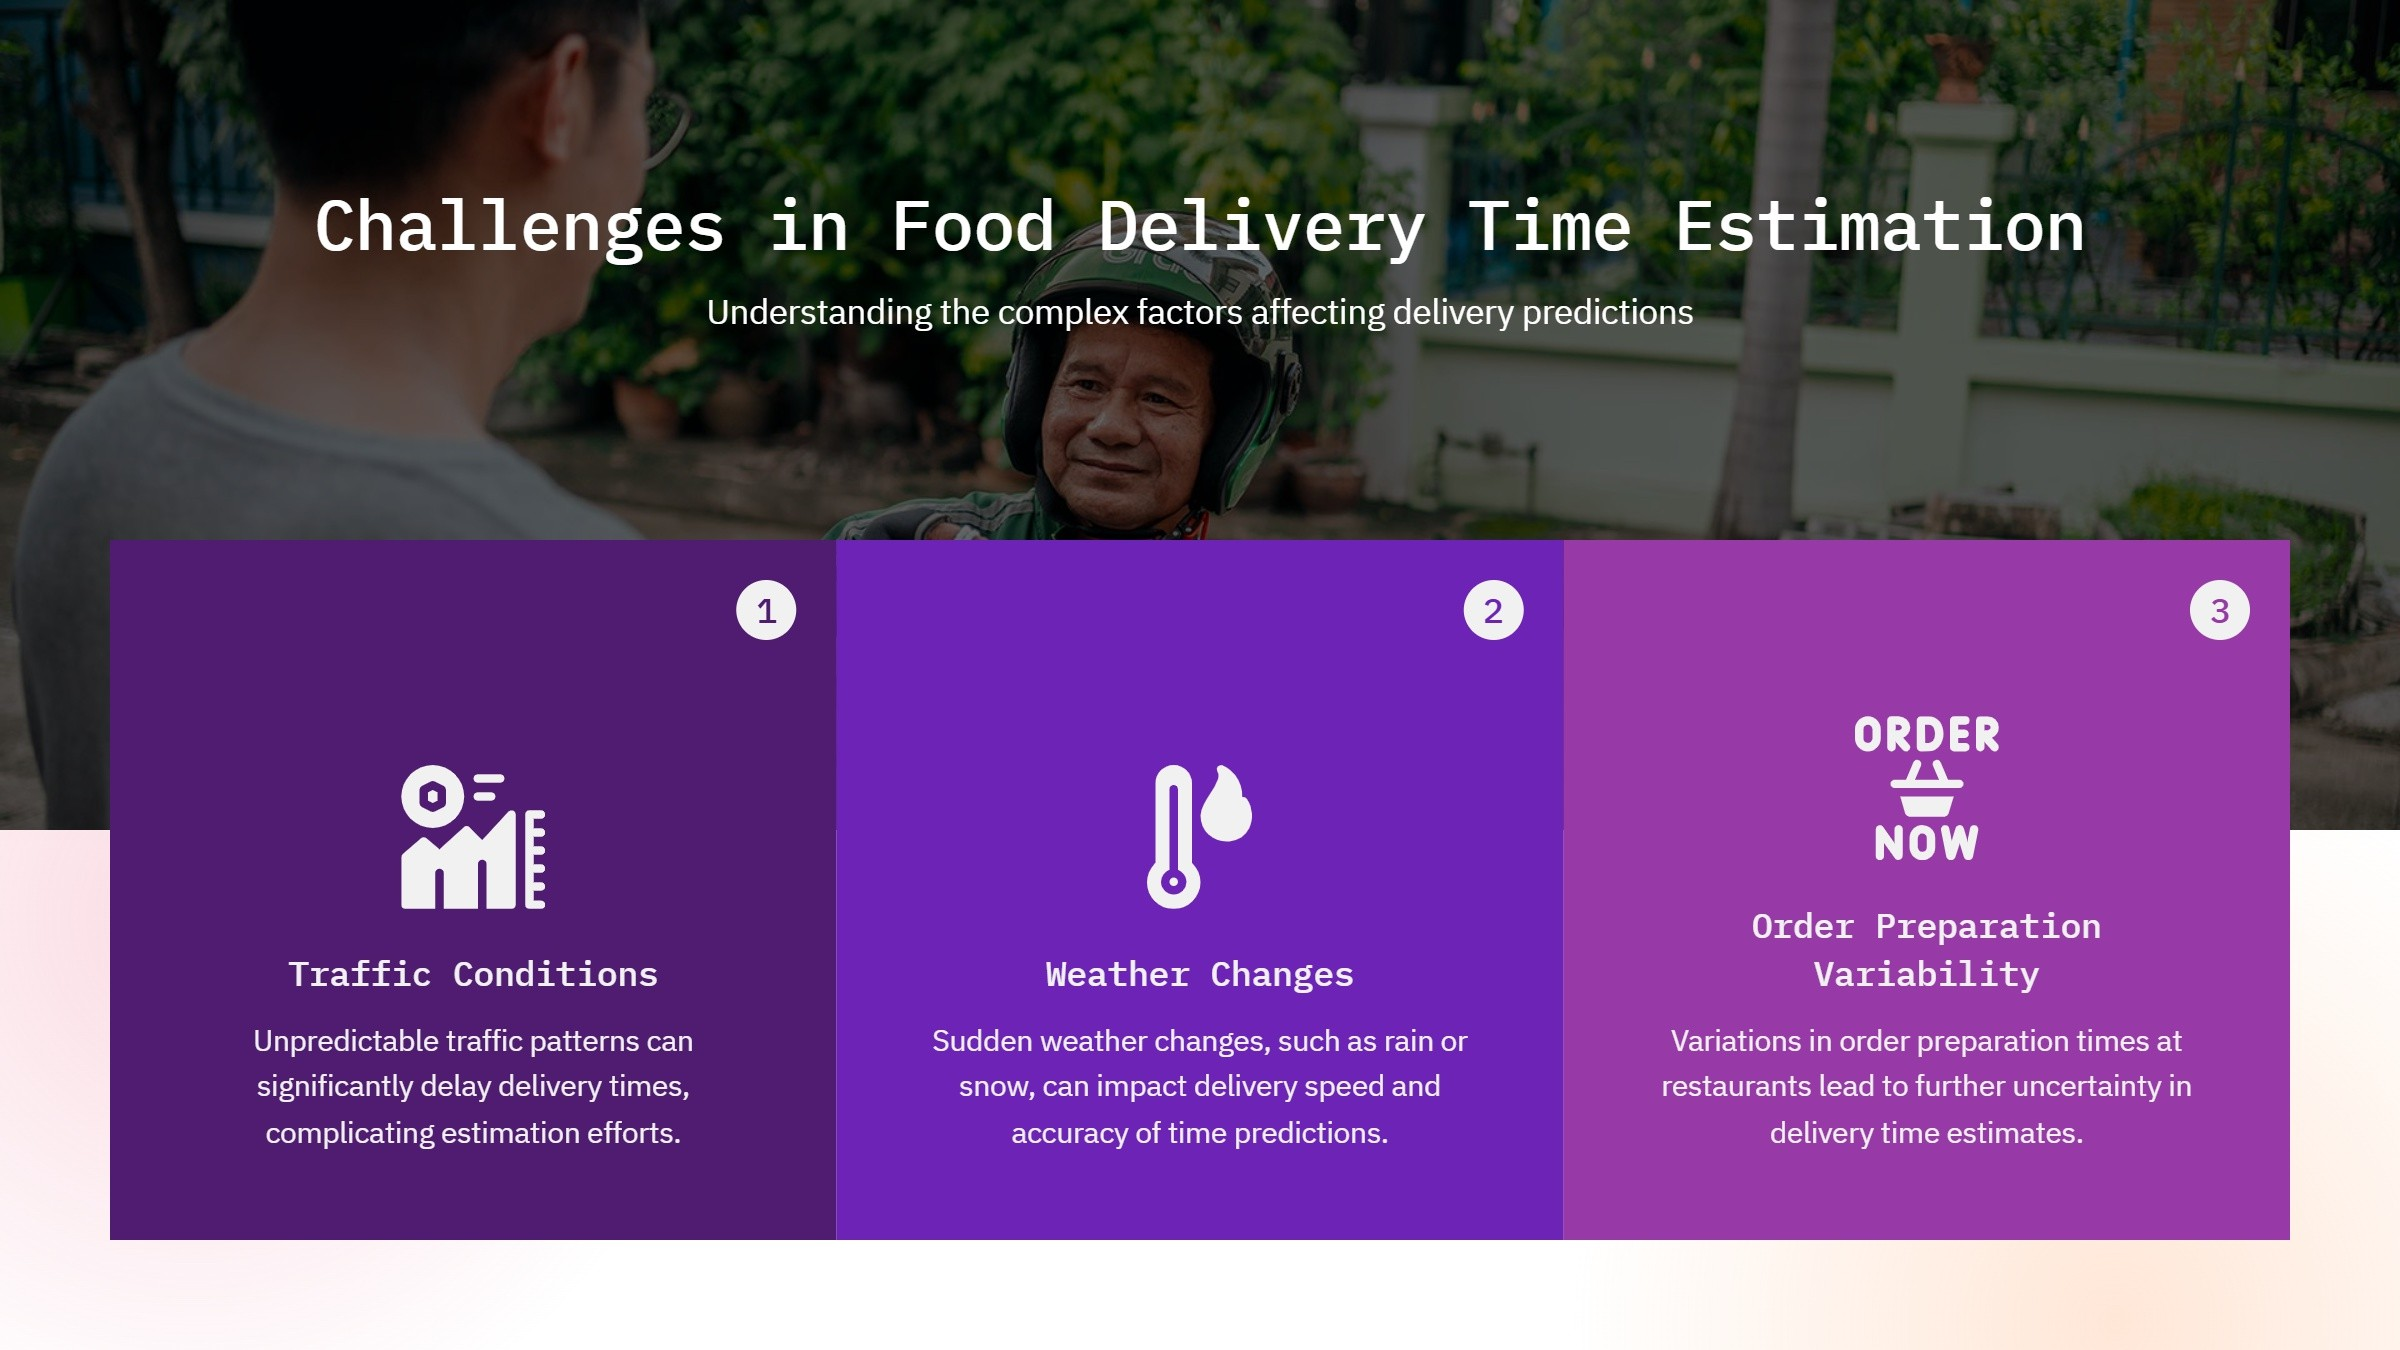 Challenges in Food Delivery Time Estimation
Understanding the complex factors affecting delivery predictions
1
Traffic Conditions
Unpredictable traffic patterns can
significantly delay delivery times,
complicating estimation efforts.
2
Weather Changes
Sudden weather changes, such as rain or
snow, can impact delivery speed and
accuracy of time predictions.
3
ORDER
NOW
Order Preparation
Variability
Variations in order preparation times at
restaurants lead to further uncertainty in
delivery time estimates.